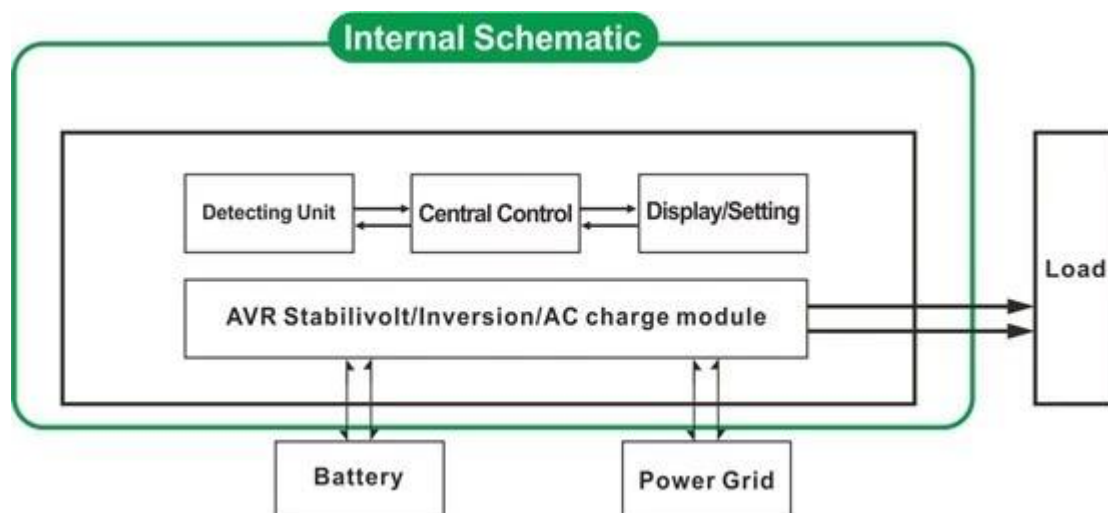 Internal Schematic
Detecting Unit
Central Control
Display/Setting
Load
AVR Stabilivolt/Inversion/AC charge module
Battery
Power Grid